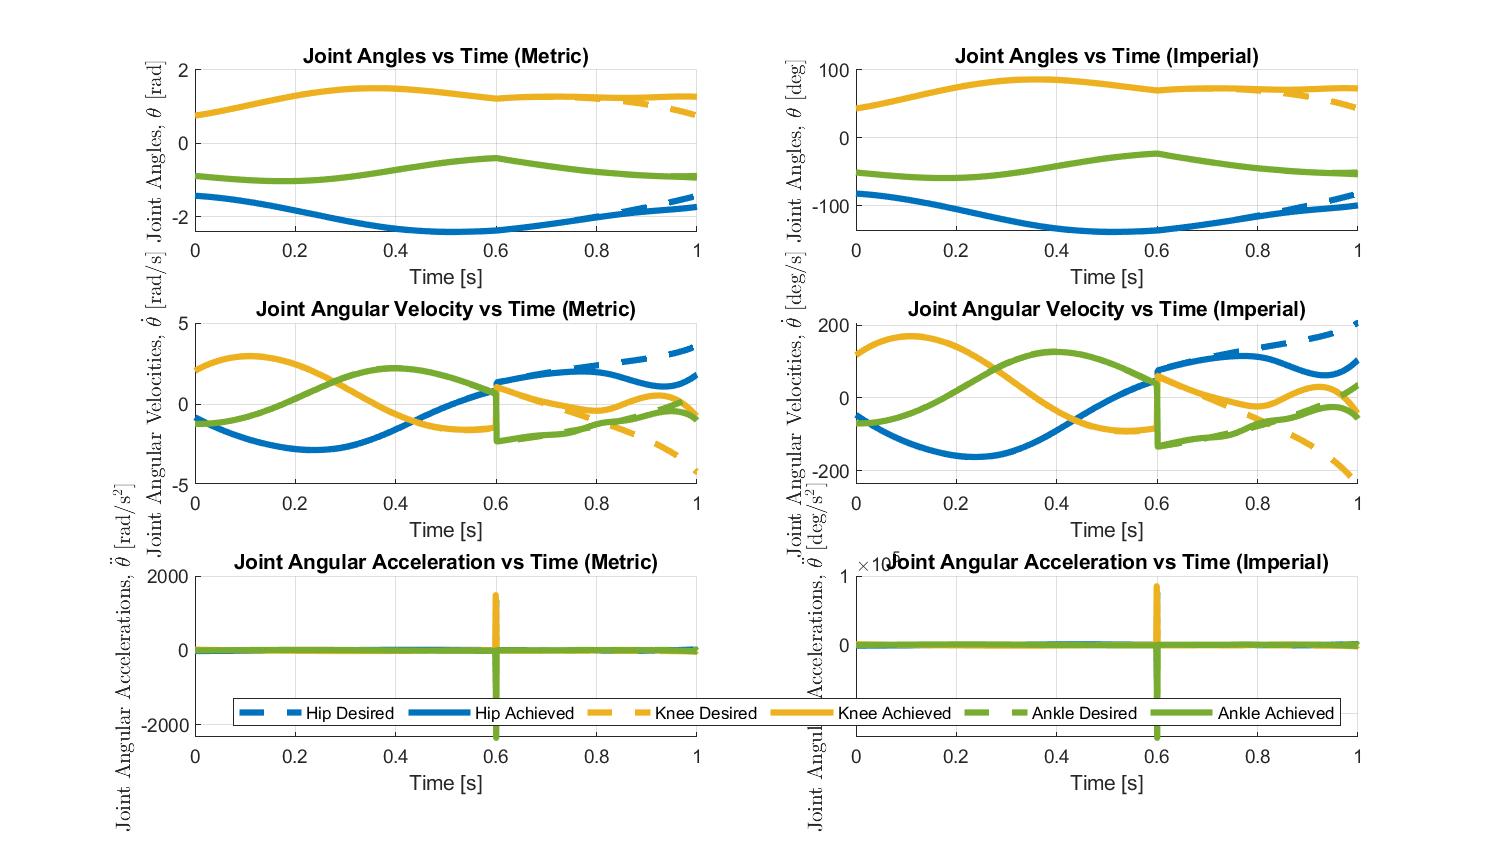 Joint Angles vs Time (Metric)
Joint Angles, θ [rad]
2
0
-2
0 0.2 0.4 0.6 0.8 1
Time [s]
Joint Angles vs Time (Imperial)
Joint Angles, θ [deg]
100
0
-100
0 0.2 0.4 0.6 0.8 1
Time [s]
Joint Angular Velocity vs Time (Metric)
Joint Angular Velocities, θ̇ [rad/s]
5
0
-5
0 0.2 0.4 0.6 0.8 1
Time [s]
Joint Angular Velocity vs Time (Imperial)
Joint Angular Velocities, θ̇ [deg/s]
200
0
-200
0 0.2 0.4 0.6 0.8 1
Time [s]
Joint Angular Acceleration vs Time (Metric)
Joint Angular Accelerations, θ̈ [rad/s²]
2000
0
-2000
0 0.2 0.4 0.6 0.8 1
Time [s]
Joint Angular Acceleration vs Time (Imperial)
Joint Angular Accelerations, θ̈ [deg/s²]
×10⁵
1
0
0 0.2 0.4 0.6 0.8 1
Time [s]
Hip Desired Hip Achieved Knee Desired Knee Achieved Ankle Desired Ankle Achieved